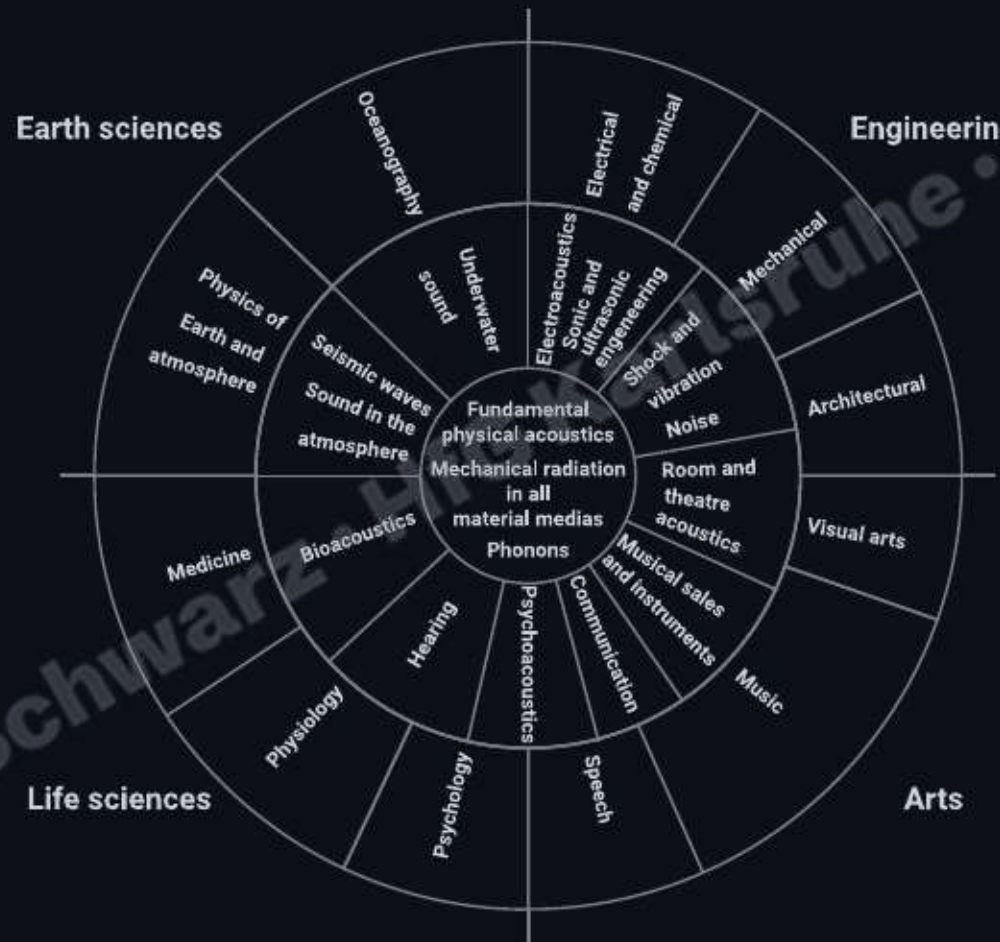 Earth sciences
Engineerin
Oceanography
Electrical
and chemical
Mechanical
Architectural
Physics of
Earth and
atmosphere
Underwater
sound
Electroacoustics
Sonic and
ultrasonic
engeneering
Shock and
vibration
Noise
Seismic waves
Sound in the
atmosphere
Fundamental
physical acoustics
Mechanical radiation
in all
material medias
Phonons
Room and
theatre
acoustics
Visual arts
Medicine
Bioacoustics
Hearing
Psychoacoustics
Communication
Musical sales
and instruments
Music
Physiology
Psychology
Speech
Life sciences
Arts
chwarz · HfG Karlsruhe ·